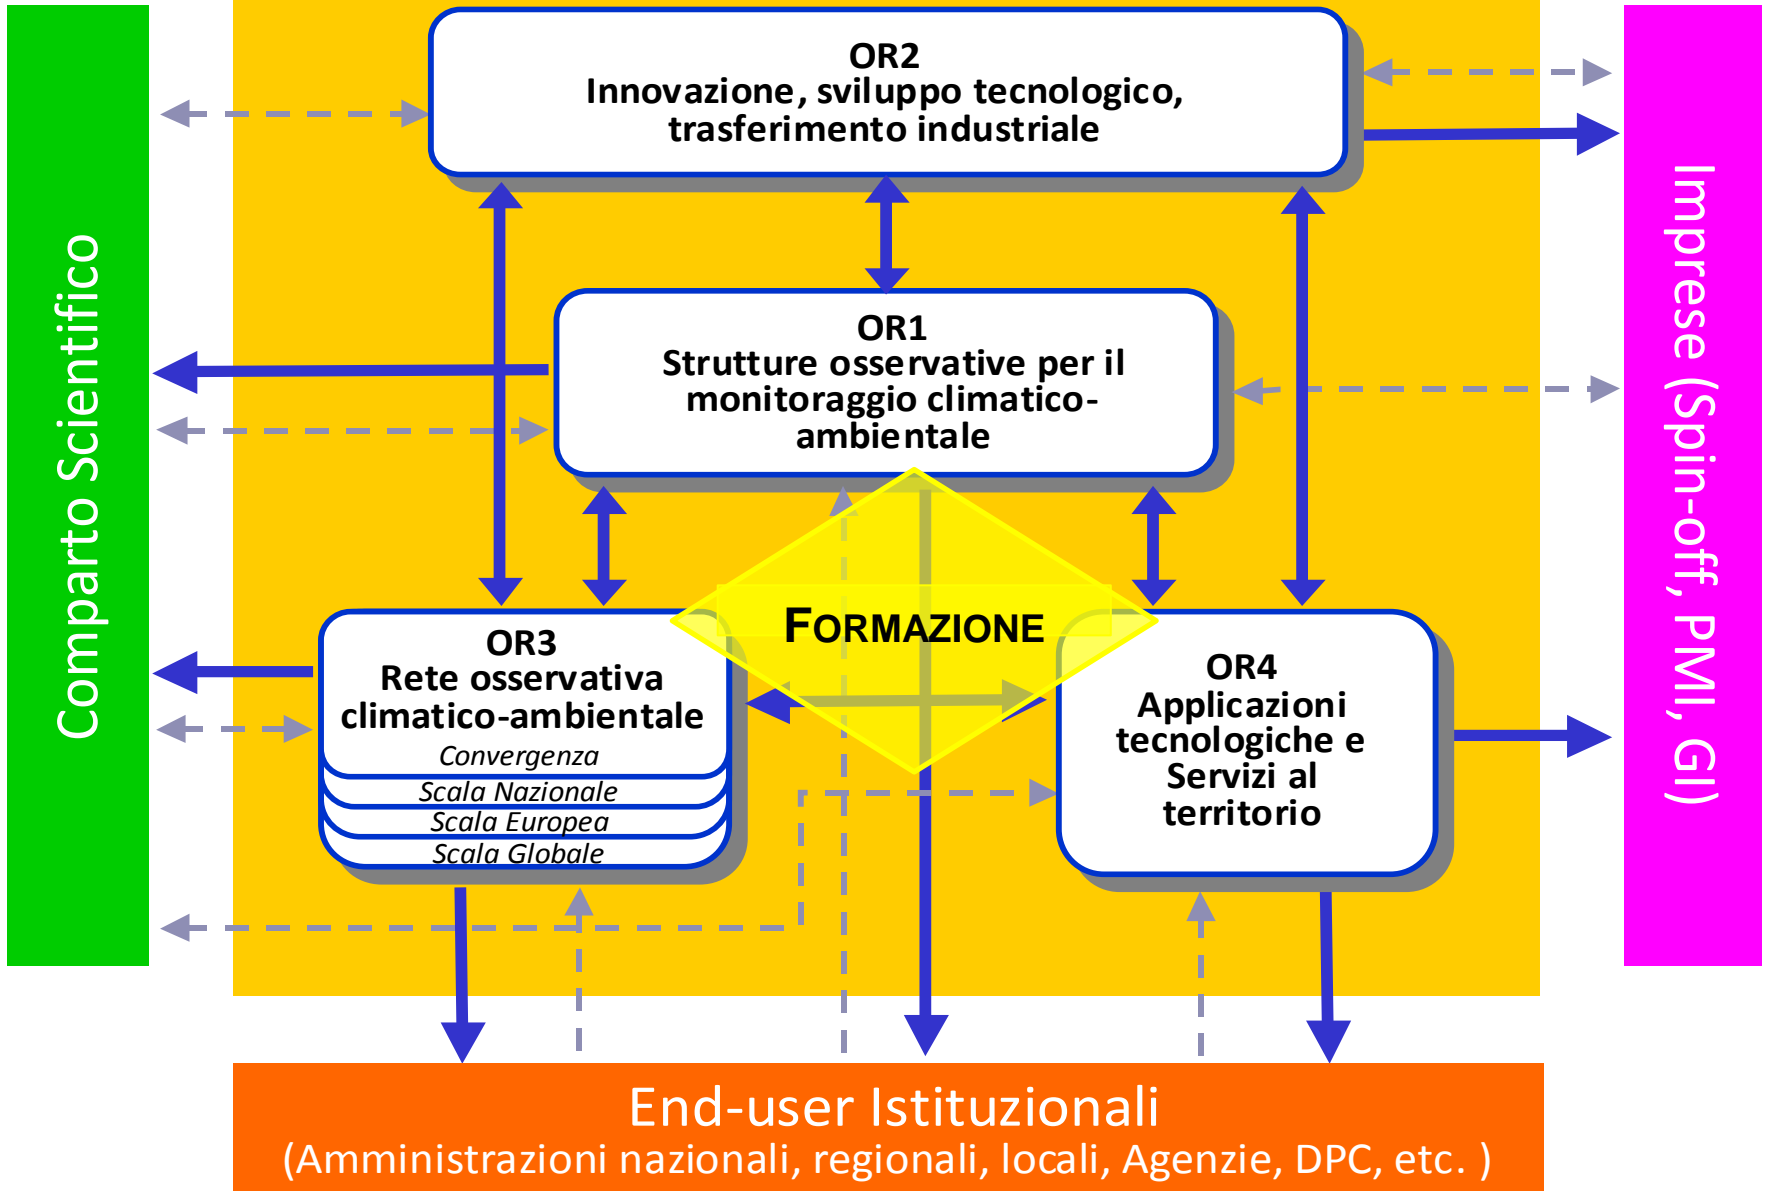 OR2
Innovazione, sviluppo tecnologico,
trasferimento industriale
OR1
Strutture osservative per il
monitoraggio climatico-
ambientale
FORMAZIONE
OR3
Rete osservativa
climatico-ambientale
Convergenza
Scala Nazionale
Scala Europea
Scala Globale
OR4
Applicazioni
tecnologiche e
Servizi al
territorio
Comparto Scientifico
Imprese (Spin-off, PMI, GI)
End-user Istituzionali
(Amministrazioni nazionali, regionali, locali, Agenzie, DPC, etc. )